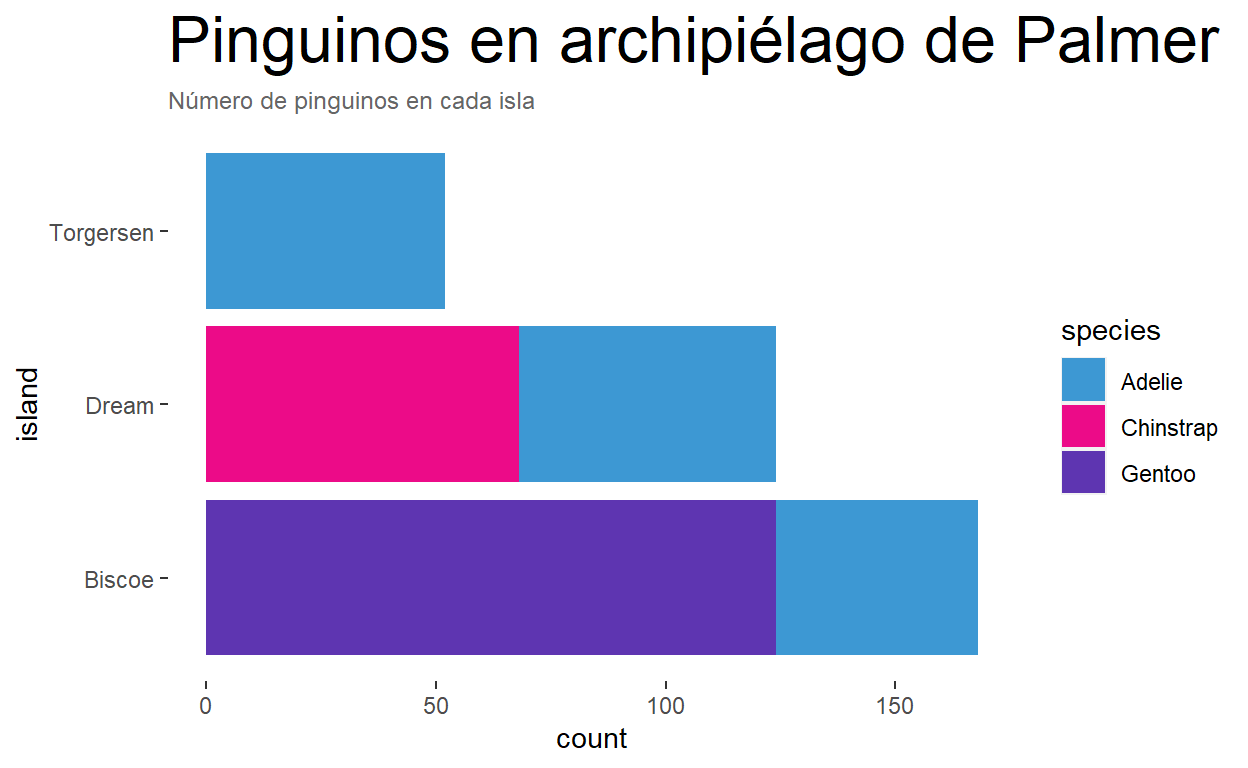 Pinguinos en archipiélago de Palmer
Número de pinguinos en cada isla
Torgersen
Dream
Biscoe
island
0 50 100 150
count
species
Adelie
Chinstrap
Gentoo